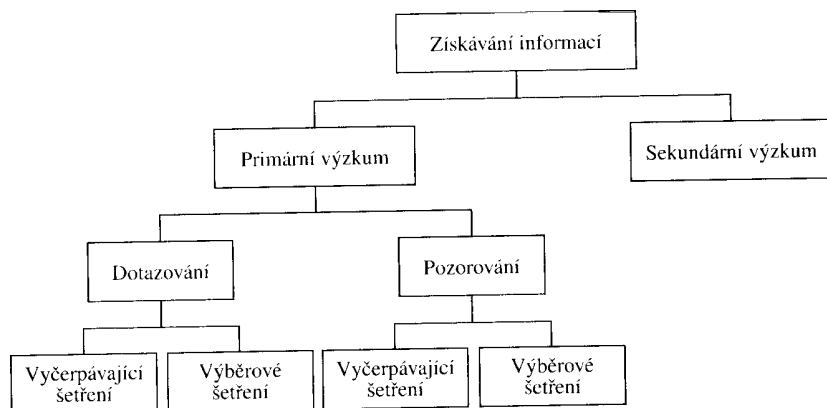 Získávání informací
Primární výzkum
Sekundární výzkum
Dotazování
Pozorování
Vyčerpávající
šetření
Výběrové
šetření
Vyčerpávající
šetření
Výběrové
šetření